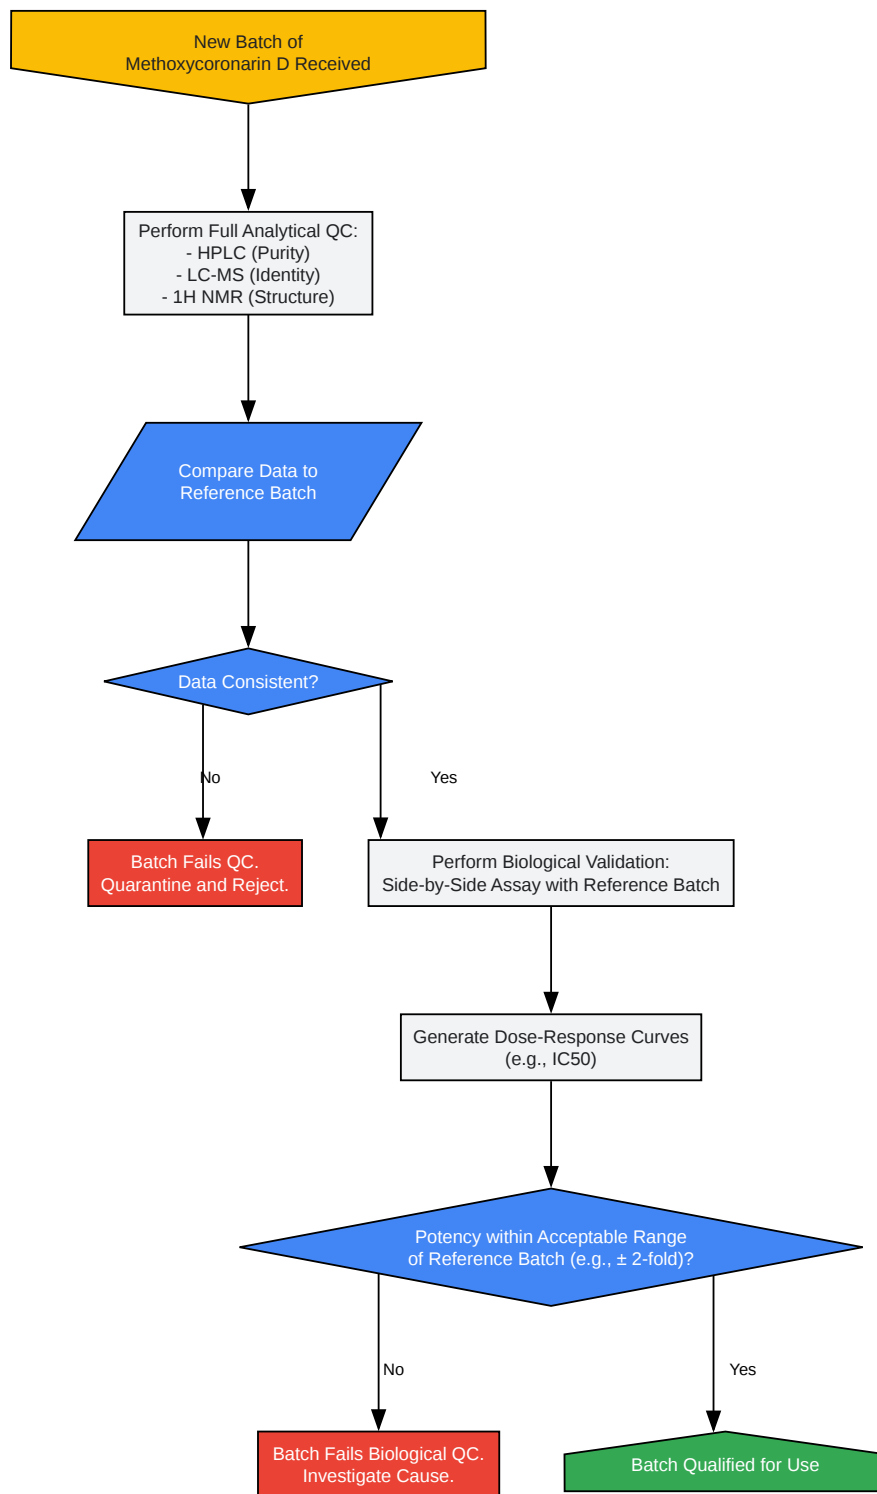 New Batch of
Methoxycoronarin D Received
Perform Full Analytical QC:
- HPLC (Purity)
- LC-MS (Identity)
- 1H NMR (Structure)
Compare Data to
Reference Batch
Data Consistent?
No
Yes
Batch Fails QC.
Quarantine and Reject.
Perform Biological Validation:
Side-by-Side Assay with Reference Batch
Generate Dose-Response Curves
(e.g., IC50)
Potency within Acceptable Range
of Reference Batch (e.g., ± 2-fold)?
No
Yes
Batch Fails Biological QC.
Investigate Cause.
Batch Qualified for Use